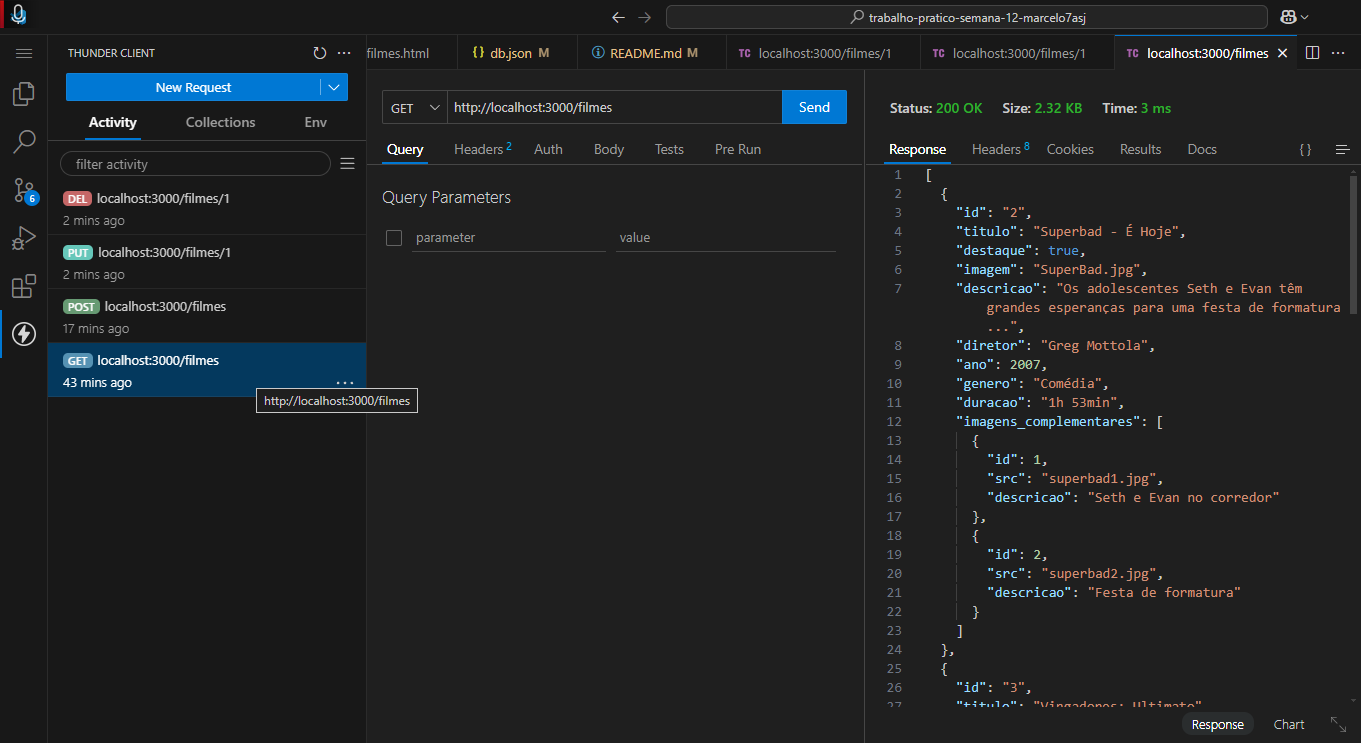 trabalho-pratico-semana-12-marcelo7asj
THUNDER CLIENT
New Request
Activity Collections Env
filter activity
DEL localhost:3000/filmes/1
2 mins ago
PUT localhost:3000/filmes/1
2 mins ago
POST localhost:3000/filmes
17 mins ago
GET localhost:3000/filmes
43 mins ago
http://localhost:3000/filmes
6
filmes.html {} db.json M README.md M TC localhost:3000/filmes/1 TC localhost:3000/filmes/1 TC localhost:3000/filmes
GET http://localhost:3000/filmes Send
Query Headers 2 Auth Body Tests Pre Run
Query Parameters
parameter value
Status: 200 OK Size: 2.32 KB Time: 3 ms
Response Headers 8 Cookies Results Docs {}
1 [
2 {
3 "id": "2",
4 "titulo": "Superbad - É Hoje",
5 "destaque": true,
6 "imagem": "SuperBad.jpg",
7 "descricao": "Os adolescentes Seth e Evan têm
grandes esperanças para uma festa de formatura
...",
8 "diretor": "Greg Mottola",
9 "ano": 2007,
10 "genero": "Comédia",
11 "duracao": "1h 53min",
12 "imagens_complementares": [
13 {
14 "id": 1,
15 "src": "superbad1.jpg",
16 "descricao": "Seth e Evan no corredor"
17 },
18 {
19 "id": 2,
20 "src": "superbad2.jpg",
21 "descricao": "Festa de formatura"
22 }
23 ]
24 },
25 {
26 "id": "3",
27 "titulo": "Vingadores: Ultimato"
Response Chart